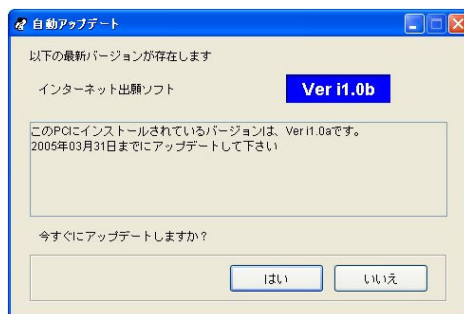 自動アップデート
以下の最新バージョンが存在します
インターネット出願ソフト
Ver i1.0b
このPCにインストールされているバージョンは、Ver i1.0aです。
2005年03月31日までにアップデートして下さい
今すぐにアップデートしますか？
はい
いいえ